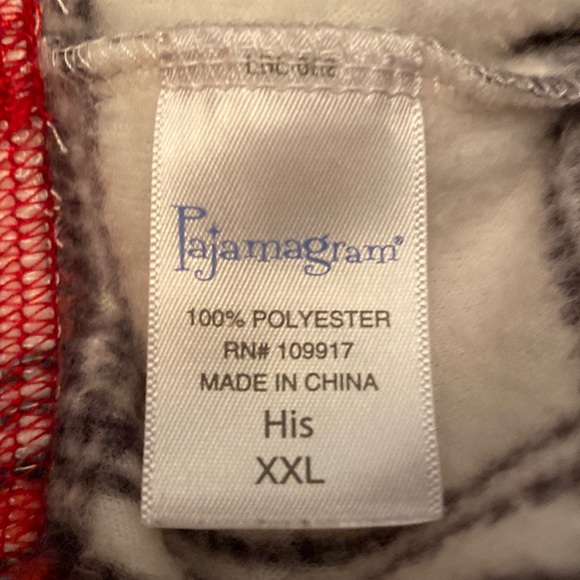 Pajamagram®
100% POLYESTER
RN# 109917
MADE IN CHINA
His
XXL